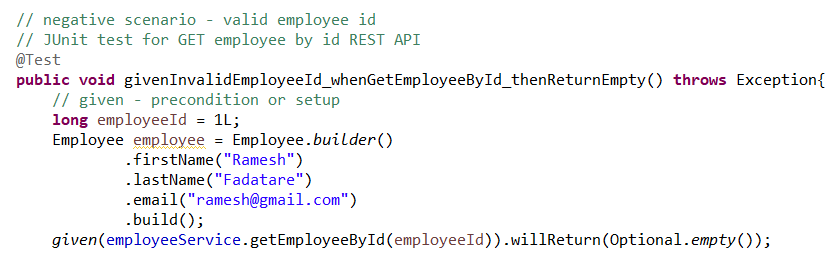 // negative scenario - valid employee id
// JUnit test for GET employee by id REST API
@Test
public void givenInvalidEmployeeId_whenGetEmployeeById_thenReturnEmpty() throws Exception{
    // given - precondition or setup
    long employeeId = 1L;
    Employee employee = Employee.builder()
            .firstName("Ramesh")
            .lastName("Fadatare")
            .email("ramesh@gmail.com")
            .build();
    given(employeeService.getEmployeeById(employeeId)).willReturn(Optional.empty());